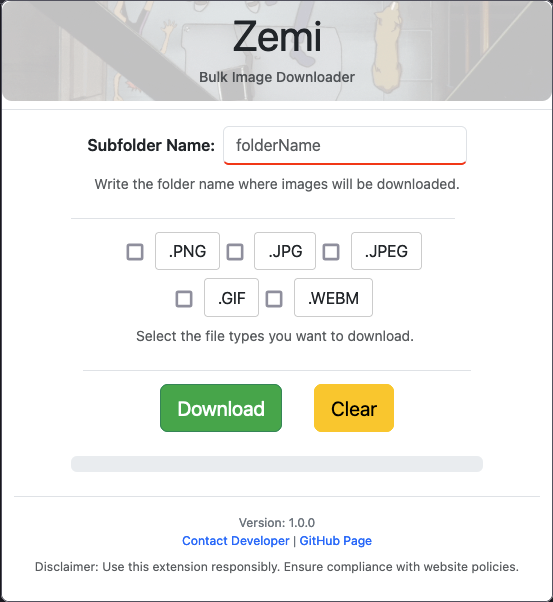 Zemi
Bulk Image Downloader
Subfolder Name: folderName
Write the folder name where images will be downloaded.
.PNG .JPG .JPEG
.GIF .WEBM
Select the file types you want to download.
Download Clear
Version: 1.0.0
Contact Developer | GitHub Page
Disclaimer: Use this extension responsibly. Ensure compliance with website policies.